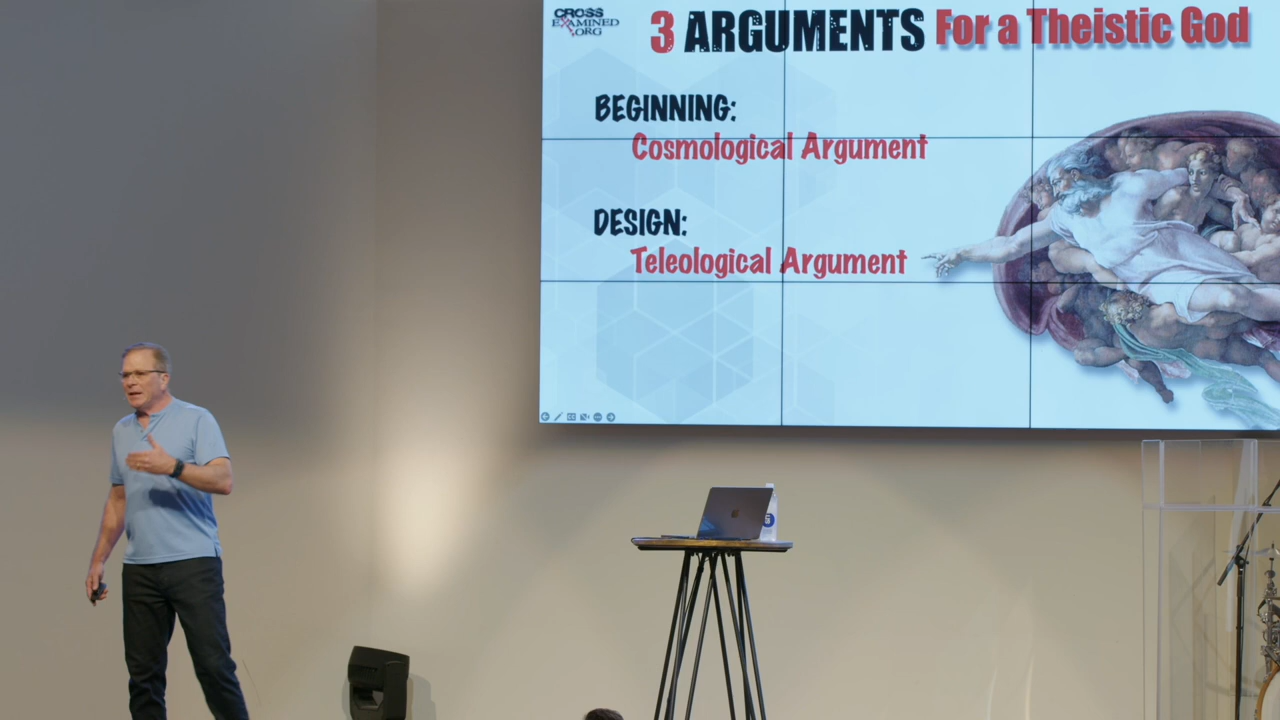 CROSS
EXAMINED
.ORG
3 ARGUMENTS For a Theistic God
BEGINNING:
Cosmological Argument
DESIGN:
Teleological Argument